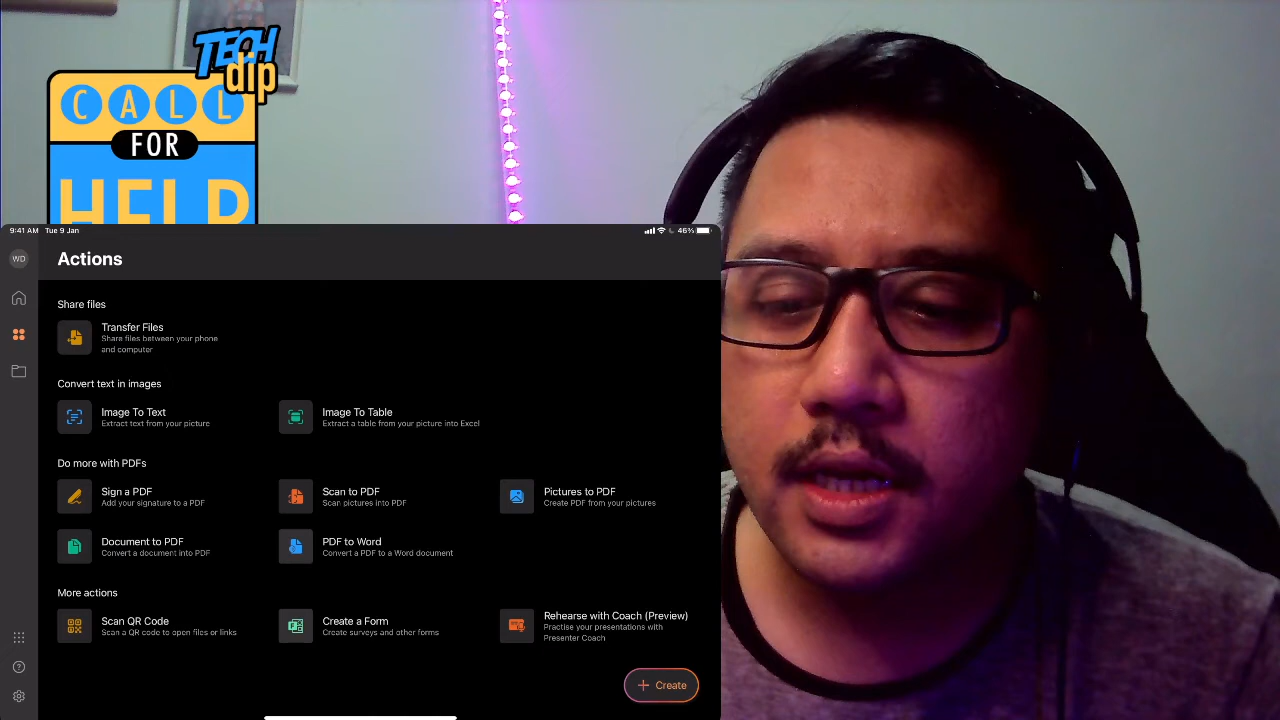 TECH
dip
CALL
FOR
HELP
9:41 AM Tue 9 Jan
46%
WD
Actions
Share files
Transfer Files
Share files between your phone
and computer
Convert text in images
Image To Text
Extract text from your picture
Image To Table
Extract a table from your picture into Excel
Do more with PDFs
Sign a PDF
Add your signature to a PDF
Scan to PDF
Scan pictures into PDF
Pictures to PDF
Create PDF from your pictures
Document to PDF
Convert a document into PDF
PDF to Word
Convert a PDF to a Word document
More actions
Scan QR Code
Scan a QR code to open files or links
Create a Form
Create surveys and other forms
Rehearse with Coach (Preview)
Practise your presentations with
Presenter Coach
Create